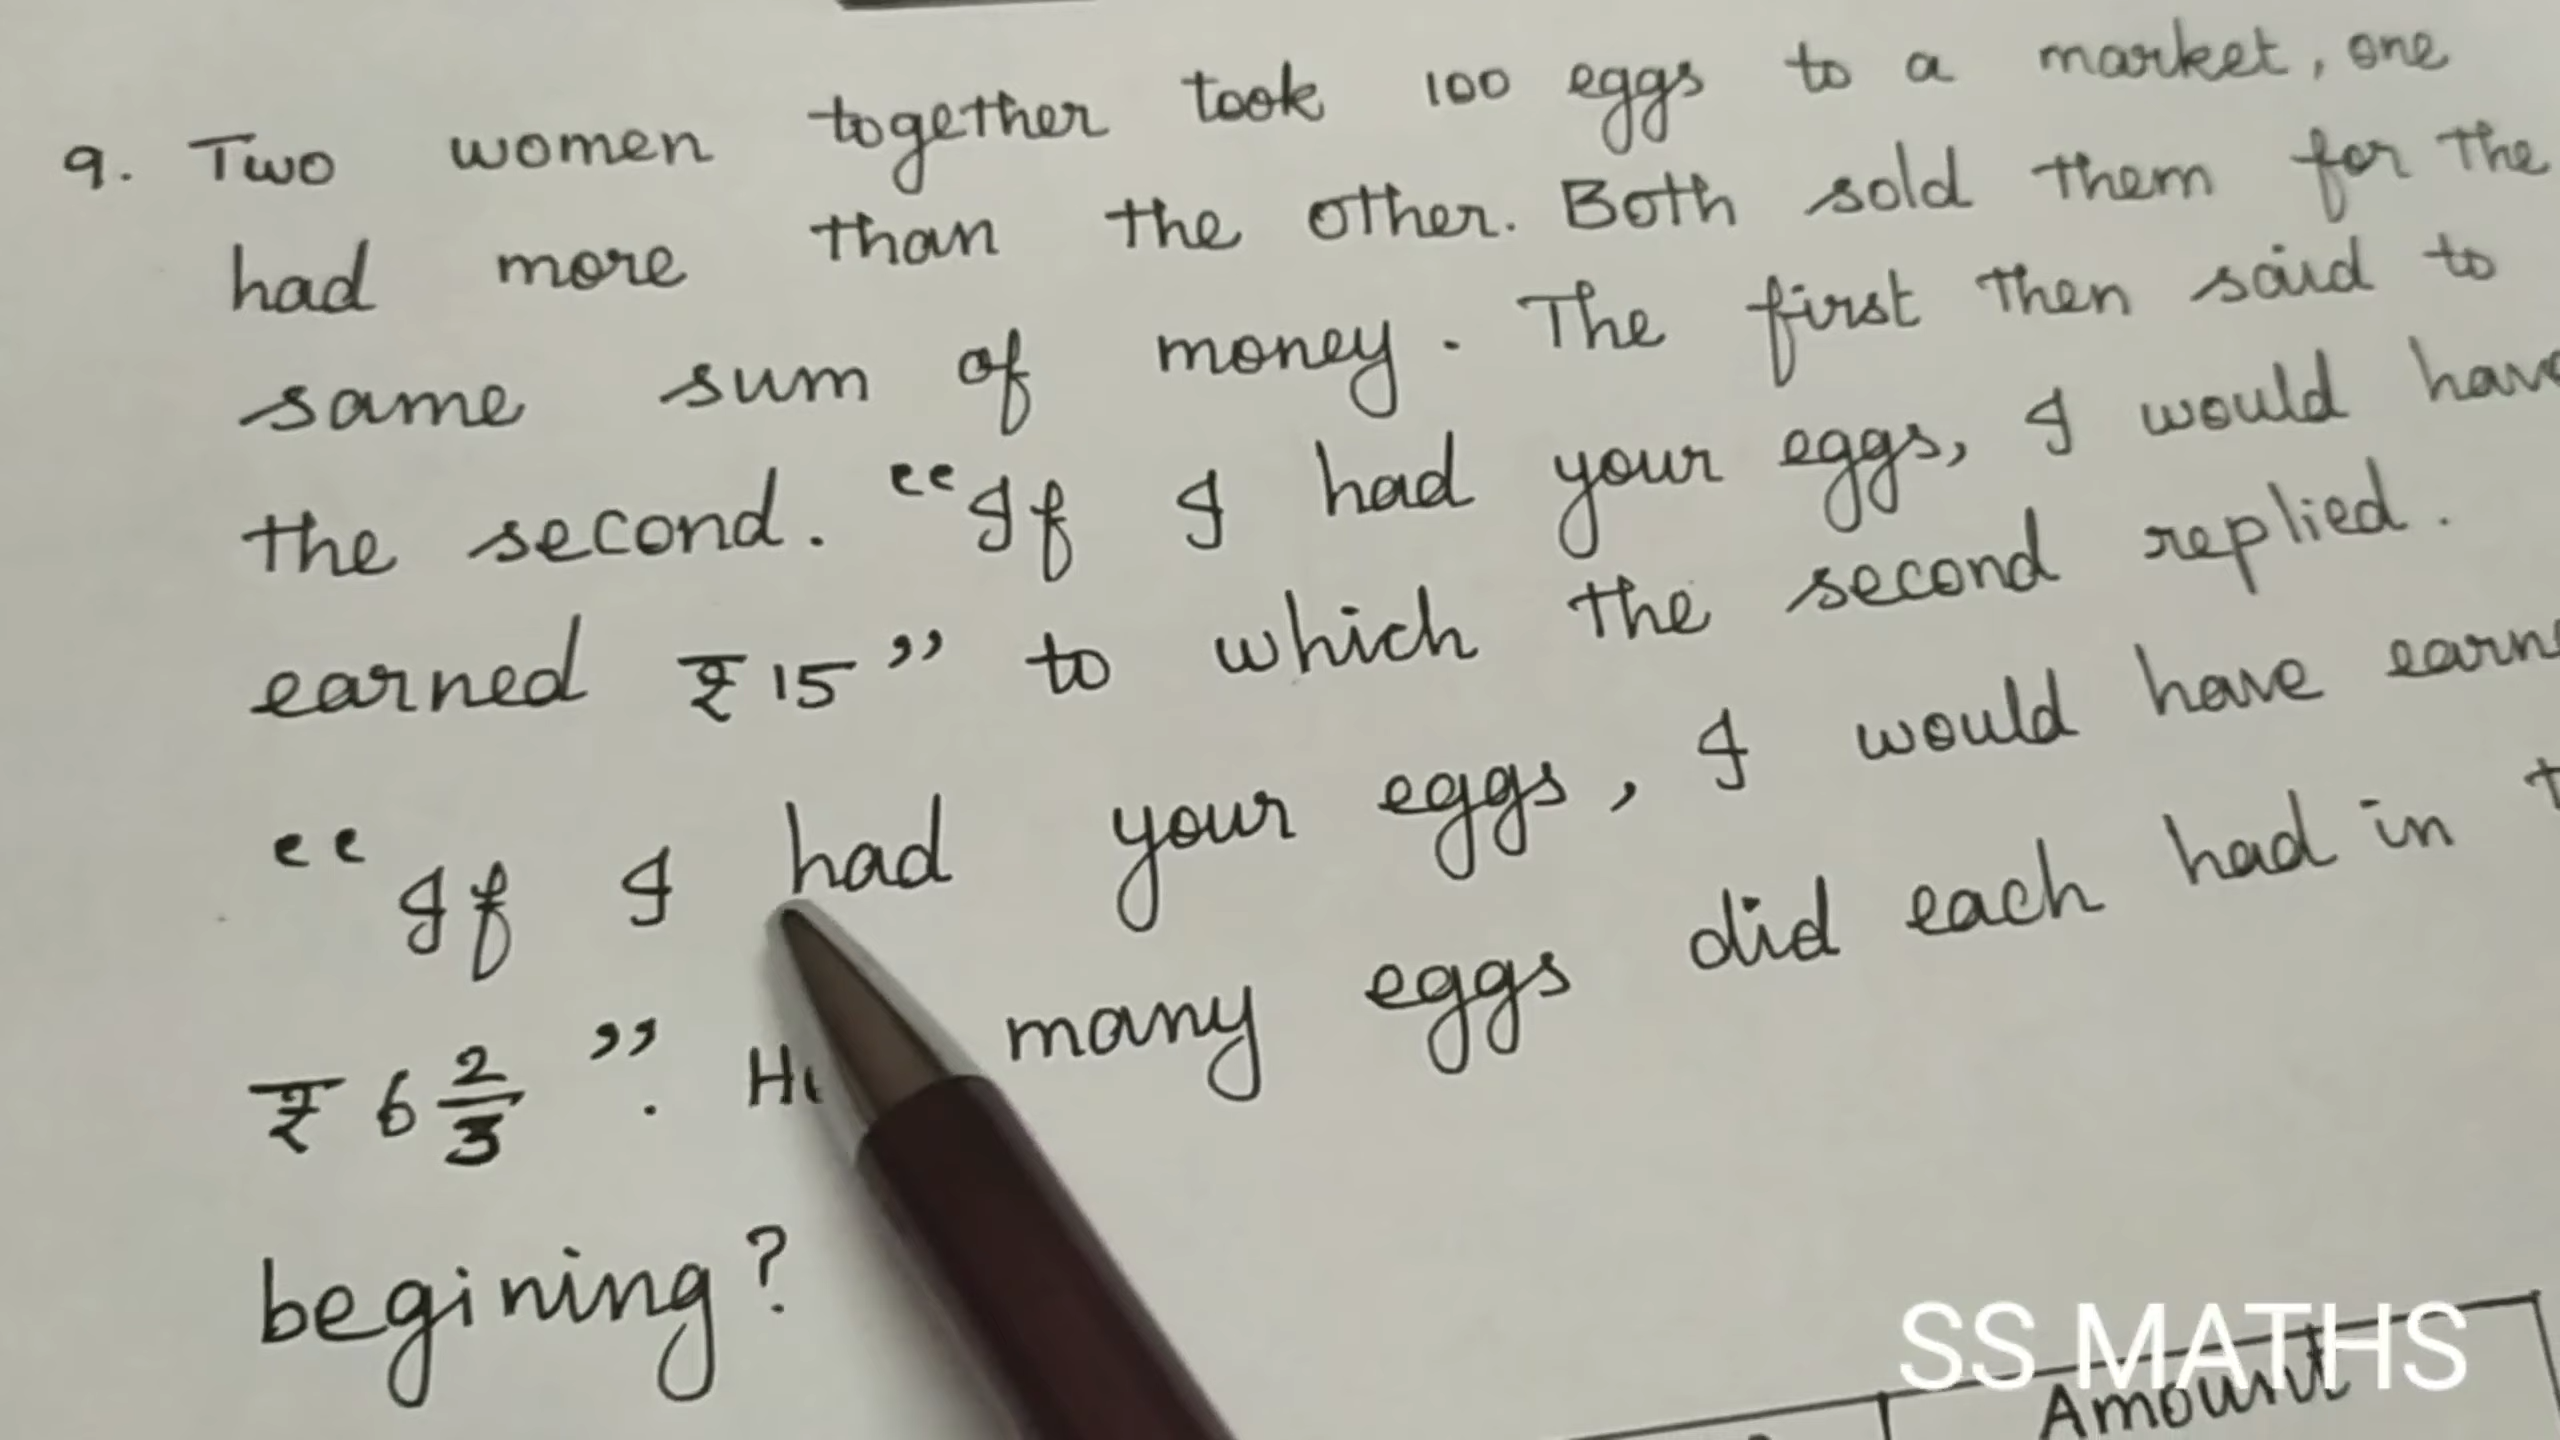 9. Two women together took 100 eggs to a market, one
had more than the other. Both sold them for the
same sum of money. The first then said to
the second. "If I had your eggs, I would have
earned ₹15" to which the second replied.
"If I had your eggs, I would have earn
many eggs did each had in
₹ 6 2/3 ".
begining?
SS MATHS
Amount